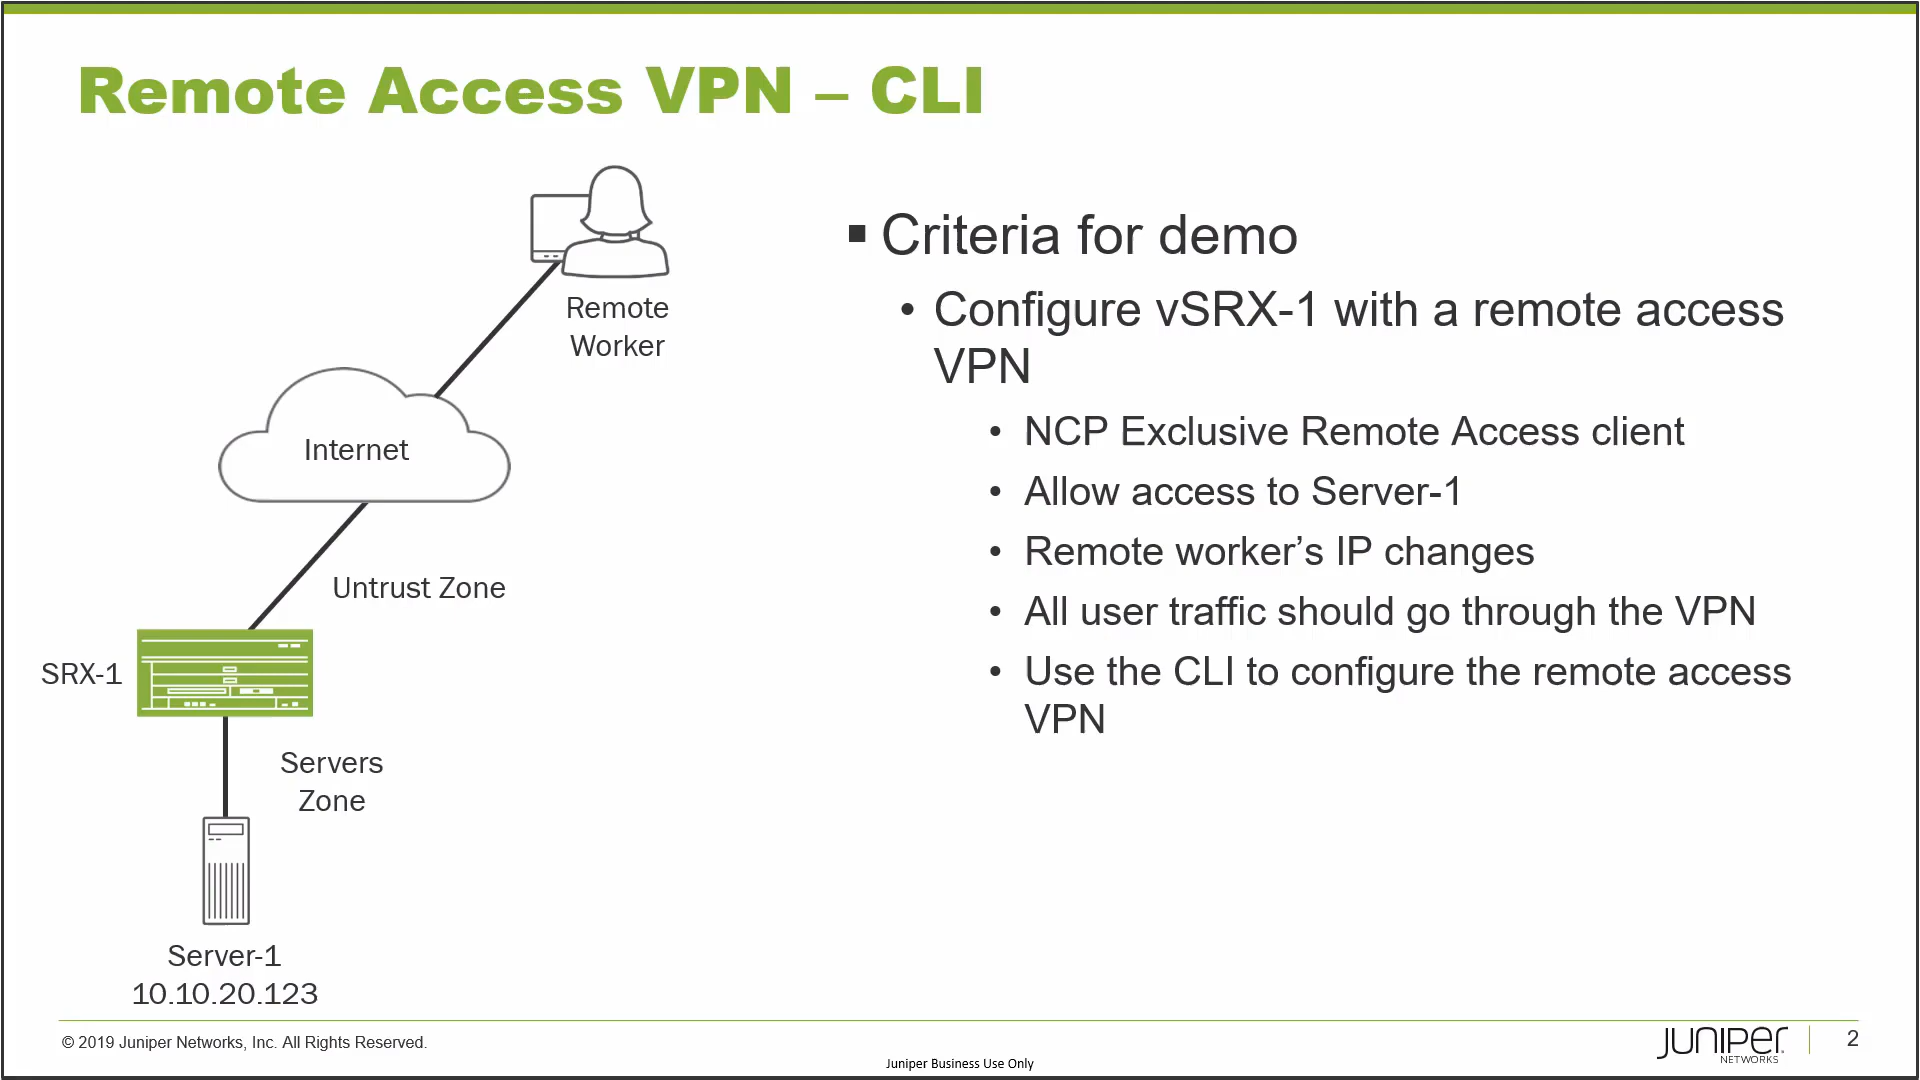 Remote Access VPN – CLI
Remote
Worker
Internet
Untrust Zone
SRX-1
Servers
Zone
Server-1
10.10.20.123
▪ Criteria for demo
• Configure vSRX-1 with a remote access
VPN
• NCP Exclusive Remote Access client
• Allow access to Server-1
• Remote worker’s IP changes
• All user traffic should go through the VPN
• Use the CLI to configure the remote access
VPN
© 2019 Juniper Networks, Inc. All Rights Reserved.
Juniper Business Use Only
JUNIPER
NETWORKS
2